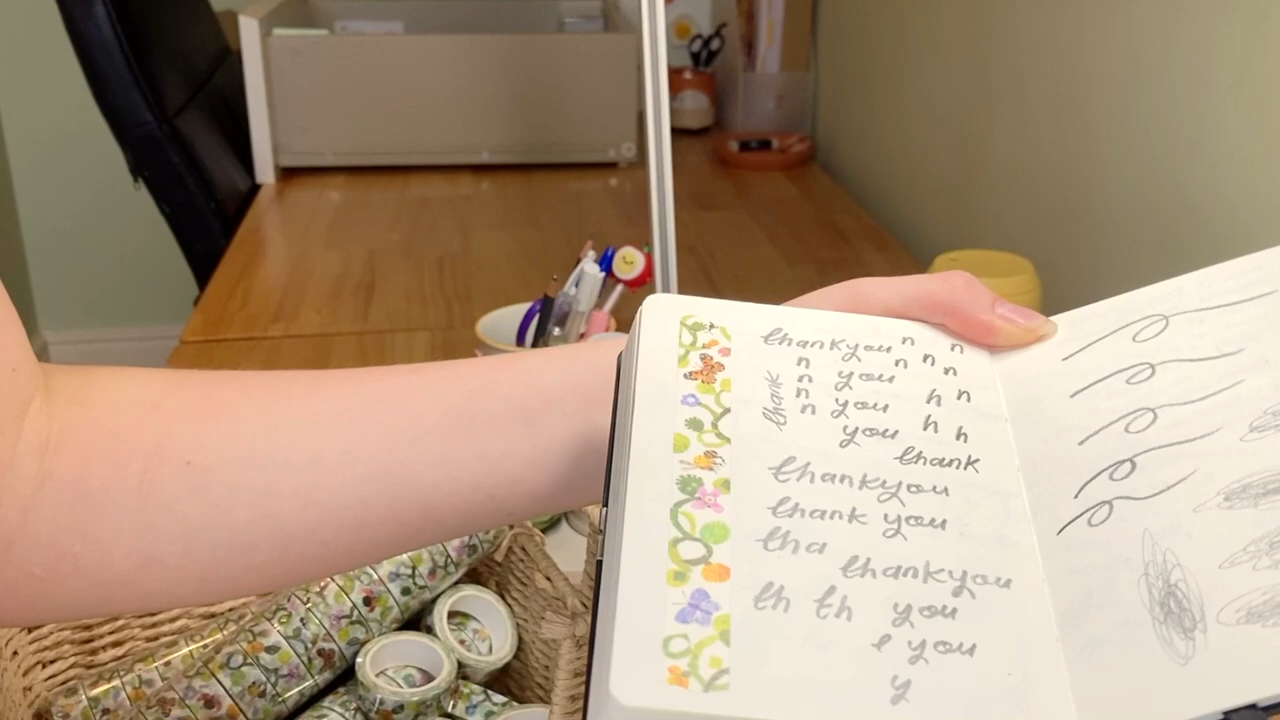 thankyou n n
n n n n
thank n you
n h n
n you h h
you
thank
thankyou
thank you
tha
thankyou
th th you
e you
y